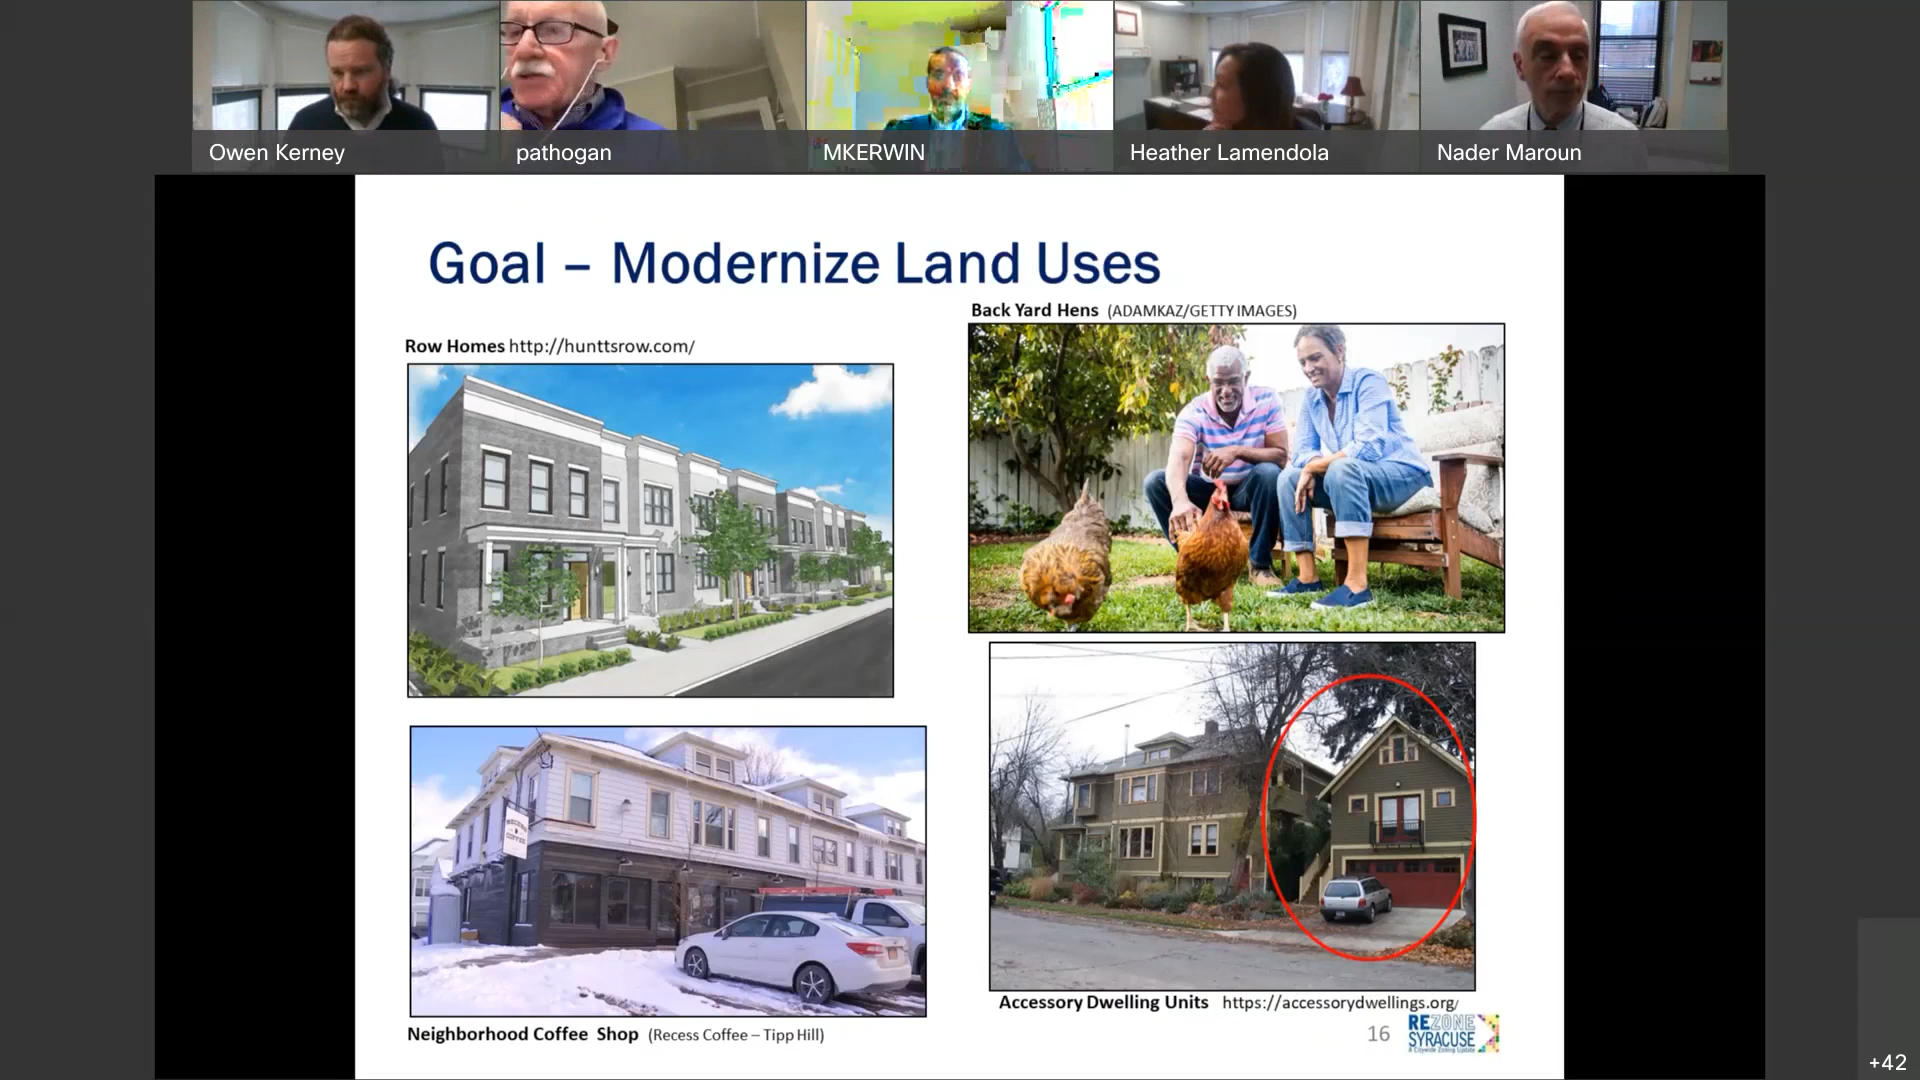 Owen Kerney
pathogan
MKERWIN
Heather Lamendola
Nader Maroun
Goal – Modernize Land Uses
Back Yard Hens (ADAMKAZ/GETTY IMAGES)
Row Homes http://hunttsrow.com/
RECESS
COFFEE
Accessory Dwelling Units https://accessorydwellings.org/
Neighborhood Coffee Shop (Recess Coffee – Tipp Hill)
16
REZONE
SYRACUSE
A Citywide Zoning Update
+42